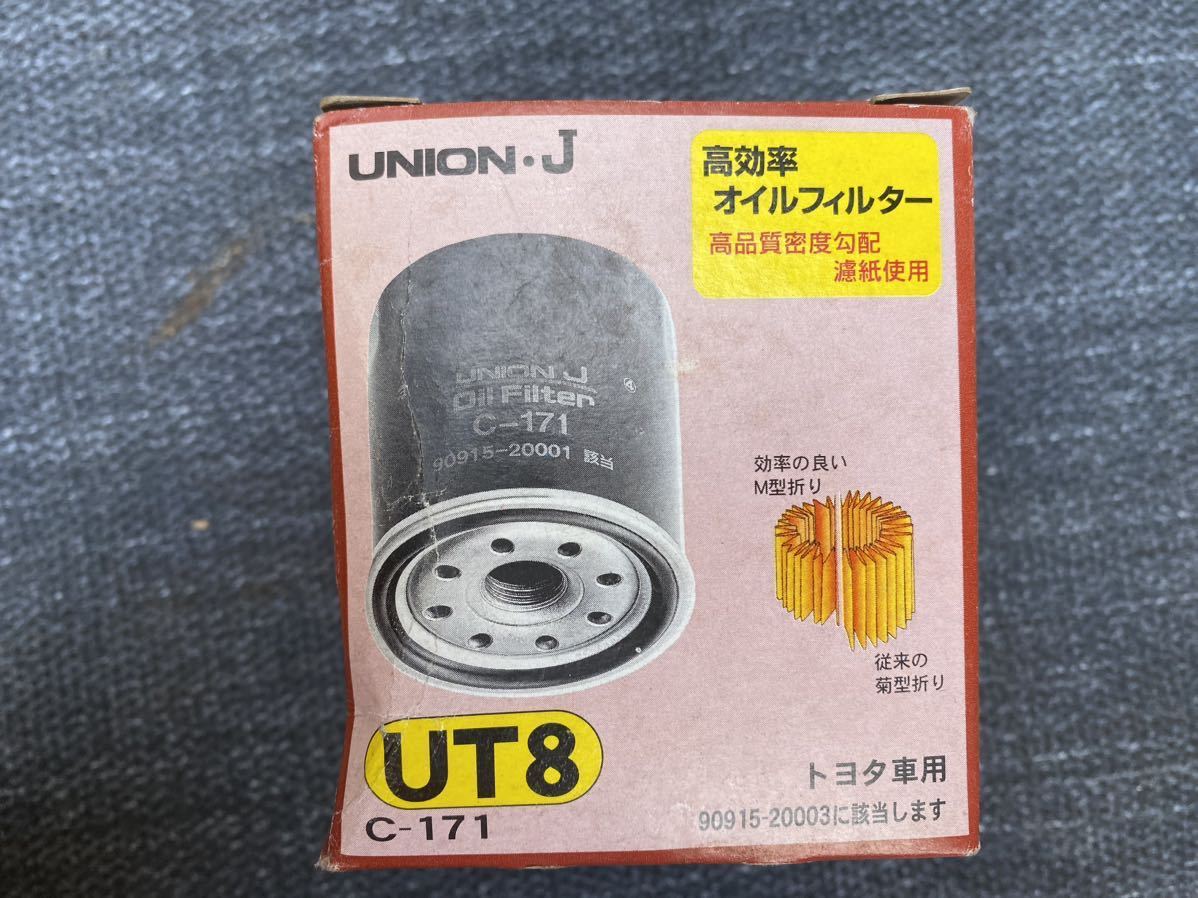 UNION・J
高効率
オイルフィルター
高品質密度勾配
濾紙使用
UNION J
Oil Filter
C-171
90915-20001 該当
効率の良い
M型折り
従来の
菊型折り
UT8
C-171
トヨタ車用
90915-20003に該当します